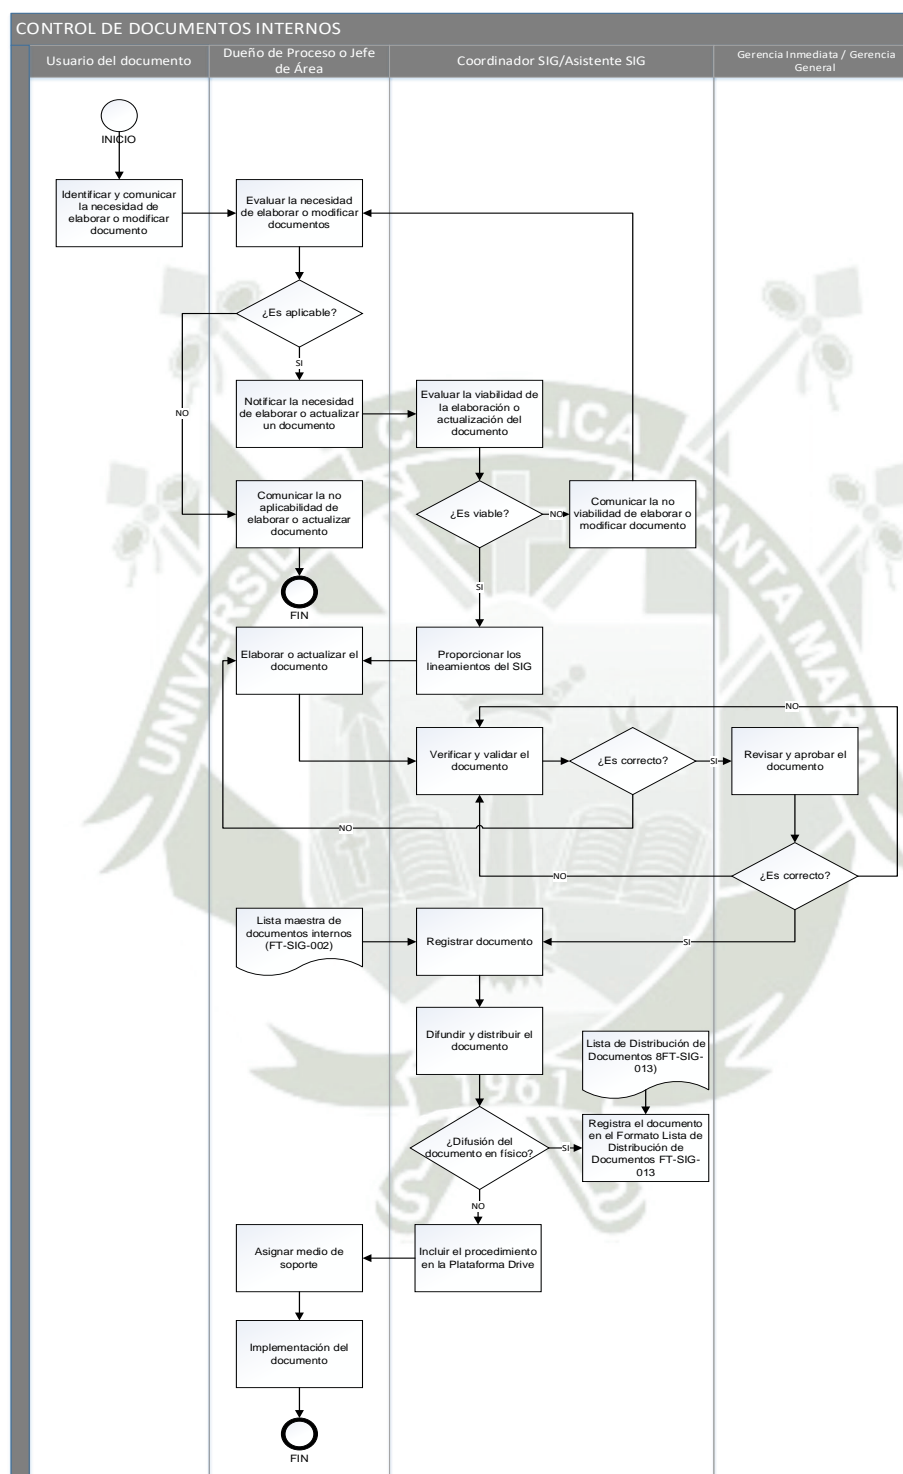 CONTROL DE DOCUMENTOS INTERNOS
Usuario del documento
Dueño de Proceso o Jefe
de Área
Coordinador SIG/Asistente SIG
Gerencia Inmediata / Gerencia
General
INICIO
Identificar y comunicar
la necesidad de
elaborar o modificar
documento
Evaluar la necesidad
de elaborar o modificar
documentos
¿Es aplicable?
SI
NO
Notificar la necesidad
de elaborar o actualizar
un documento
Evaluar la viabilidad de
la elaboración o
actualización del
documento
Comunicar la no
aplicabilidad de
elaborar o actualizar
documento
¿Es viable?
NO
Comunicar la no
viabilidad de elaborar o
modificar documento
SI
FIN
Elaborar o actualizar el
documento
Proporcionar los
lineamientos del SIG
NO
Verificar y validar el
documento
¿Es correcto?
SI
Revisar y aprobar el
documento
NO
¿Es correcto?
NO
Lista maestra de
documentos internos
(FT-SIG-002)
Registrar documento
SI
Difundir y distribuir el
documento
Lista de Distribución de
Documentos 8FT-SIG-
013)
¿Difusión del
documento en físico?
SI
Registra el documento
en el Formato Lista de
Distribución de
Documentos FT-SIG-
013
NO
Asignar medio de
soporte
Incluir el procedimiento
en la Plataforma Drive
Implementación del
documento
FIN
1961